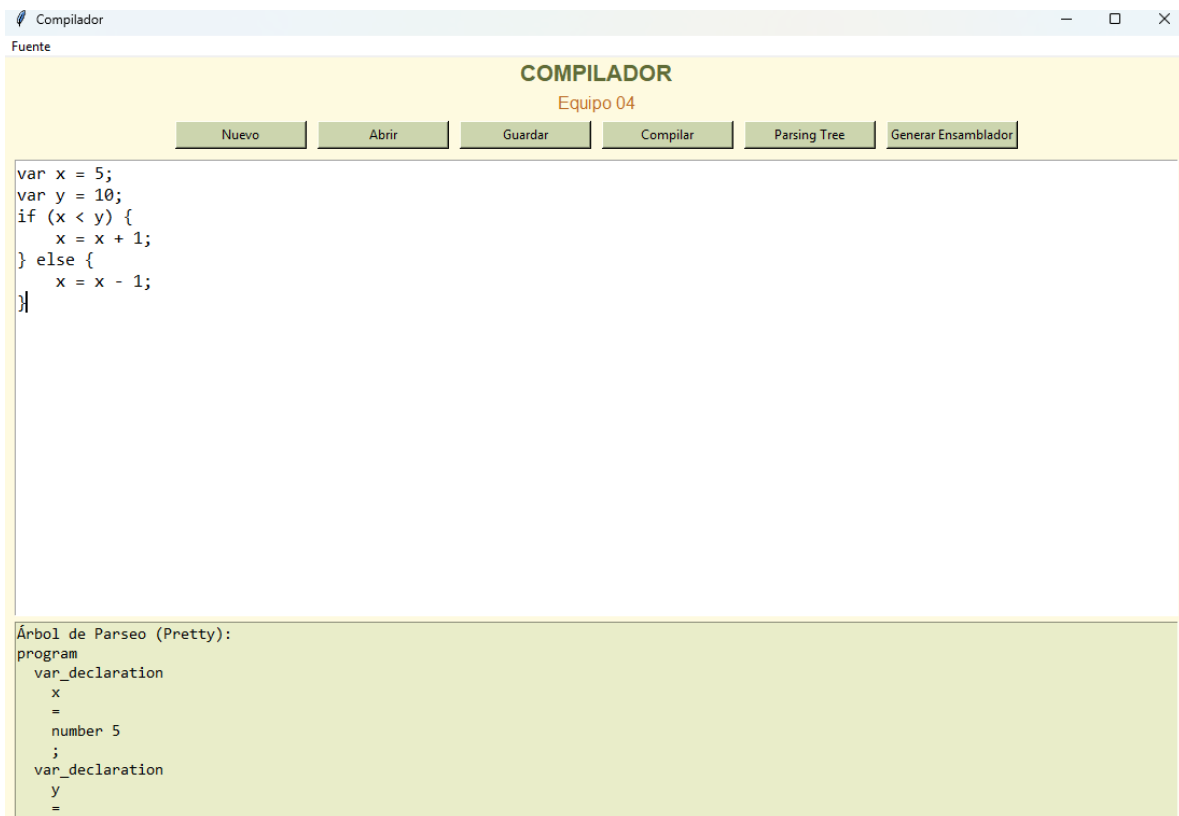 Compilador
Fuente
COMPILADOR
Equipo 04
Nuevo Abrir Guardar Compilar Parsing Tree Generar Ensamblador
var x = 5;
var y = 10;
if (x < y) {
    x = x + 1;
} else {
    x = x - 1;
}
Árbol de Parseo (Pretty):
program
  var_declaration
    x
    =
    number 5
    ;
  var_declaration
    y
    =